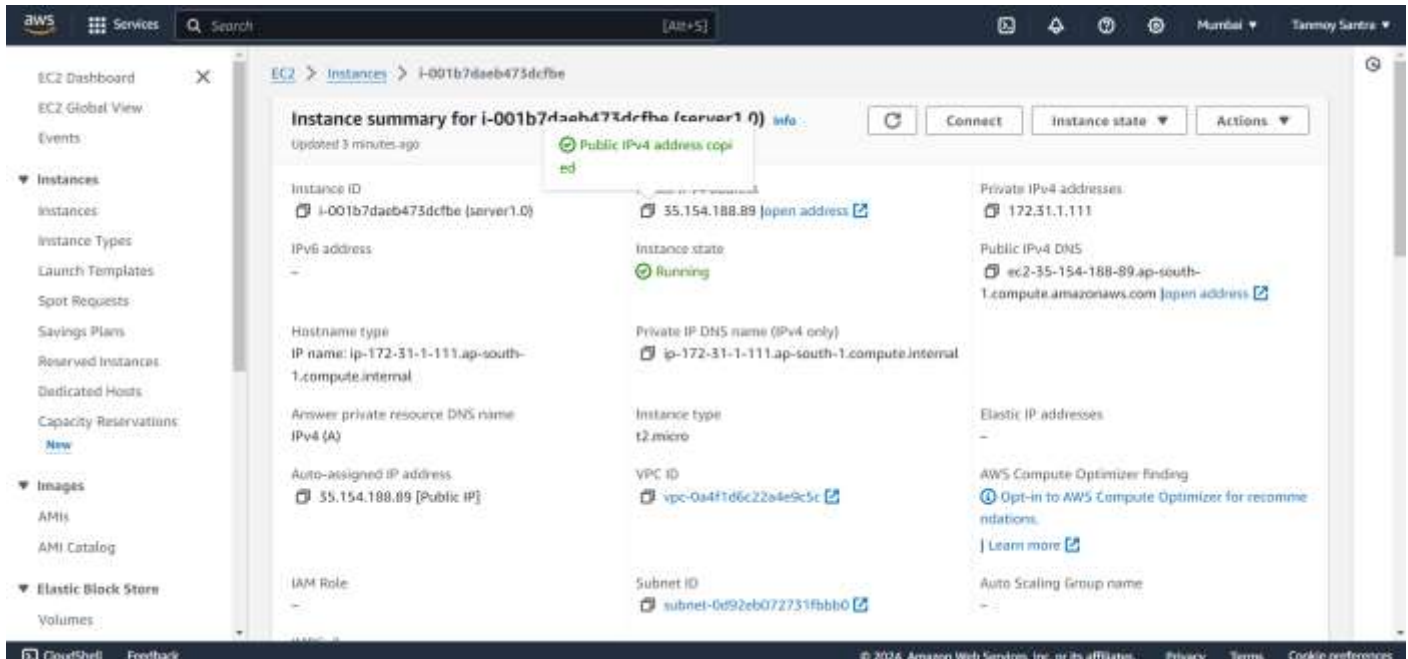 aws
Services
Search
[Alt+S]
Mumbai
Tanmoy Santra
EC2 Dashboard
EC2 Global View
Events
Instances
Instances
Instance Types
Launch Templates
Spot Requests
Savings Plans
Reserved Instances
Dedicated Hosts
Capacity Reservations
New
Images
AMIs
AMI Catalog
Elastic Block Store
Volumes
EC2 > Instances > i-001b7daeb473dcfbe
Instance summary for i-001b7daeb473dcfbe (server1.0) Info
Updated 3 minutes ago
Connect
Instance state
Actions
Public IPv4 address copi
ed
Instance ID
i-001b7daeb473dcfbe (server1.0)
35.154.188.89 |open address
Private IPv4 addresses
172.31.1.111
IPv6 address
–
Instance state
Running
Public IPv4 DNS
ec2-35-154-188-89.ap-south-
1.compute.amazonaws.com |open address
Hostname type
IP name: ip-172-31-1-111.ap-south-
1.compute.internal
Private IP DNS name (IPv4 only)
ip-172-31-1-111.ap-south-1.compute.internal
Answer private resource DNS name
IPv4 (A)
Instance type
t2.micro
Elastic IP addresses
–
Auto-assigned IP address
35.154.188.89 [Public IP]
VPC ID
vpc-0a4f1d6c22a4e9c5c
AWS Compute Optimizer finding
Opt-in to AWS Compute Optimizer for recomme
ndations.
| Learn more
IAM Role
–
Subnet ID
subnet-0d92eb072731fbbb0
Auto Scaling Group name
–
CloudShell
Feedback
© 2024, Amazon Web Services, Inc. or its affiliates.
Privacy
Terms
Cookie preferences